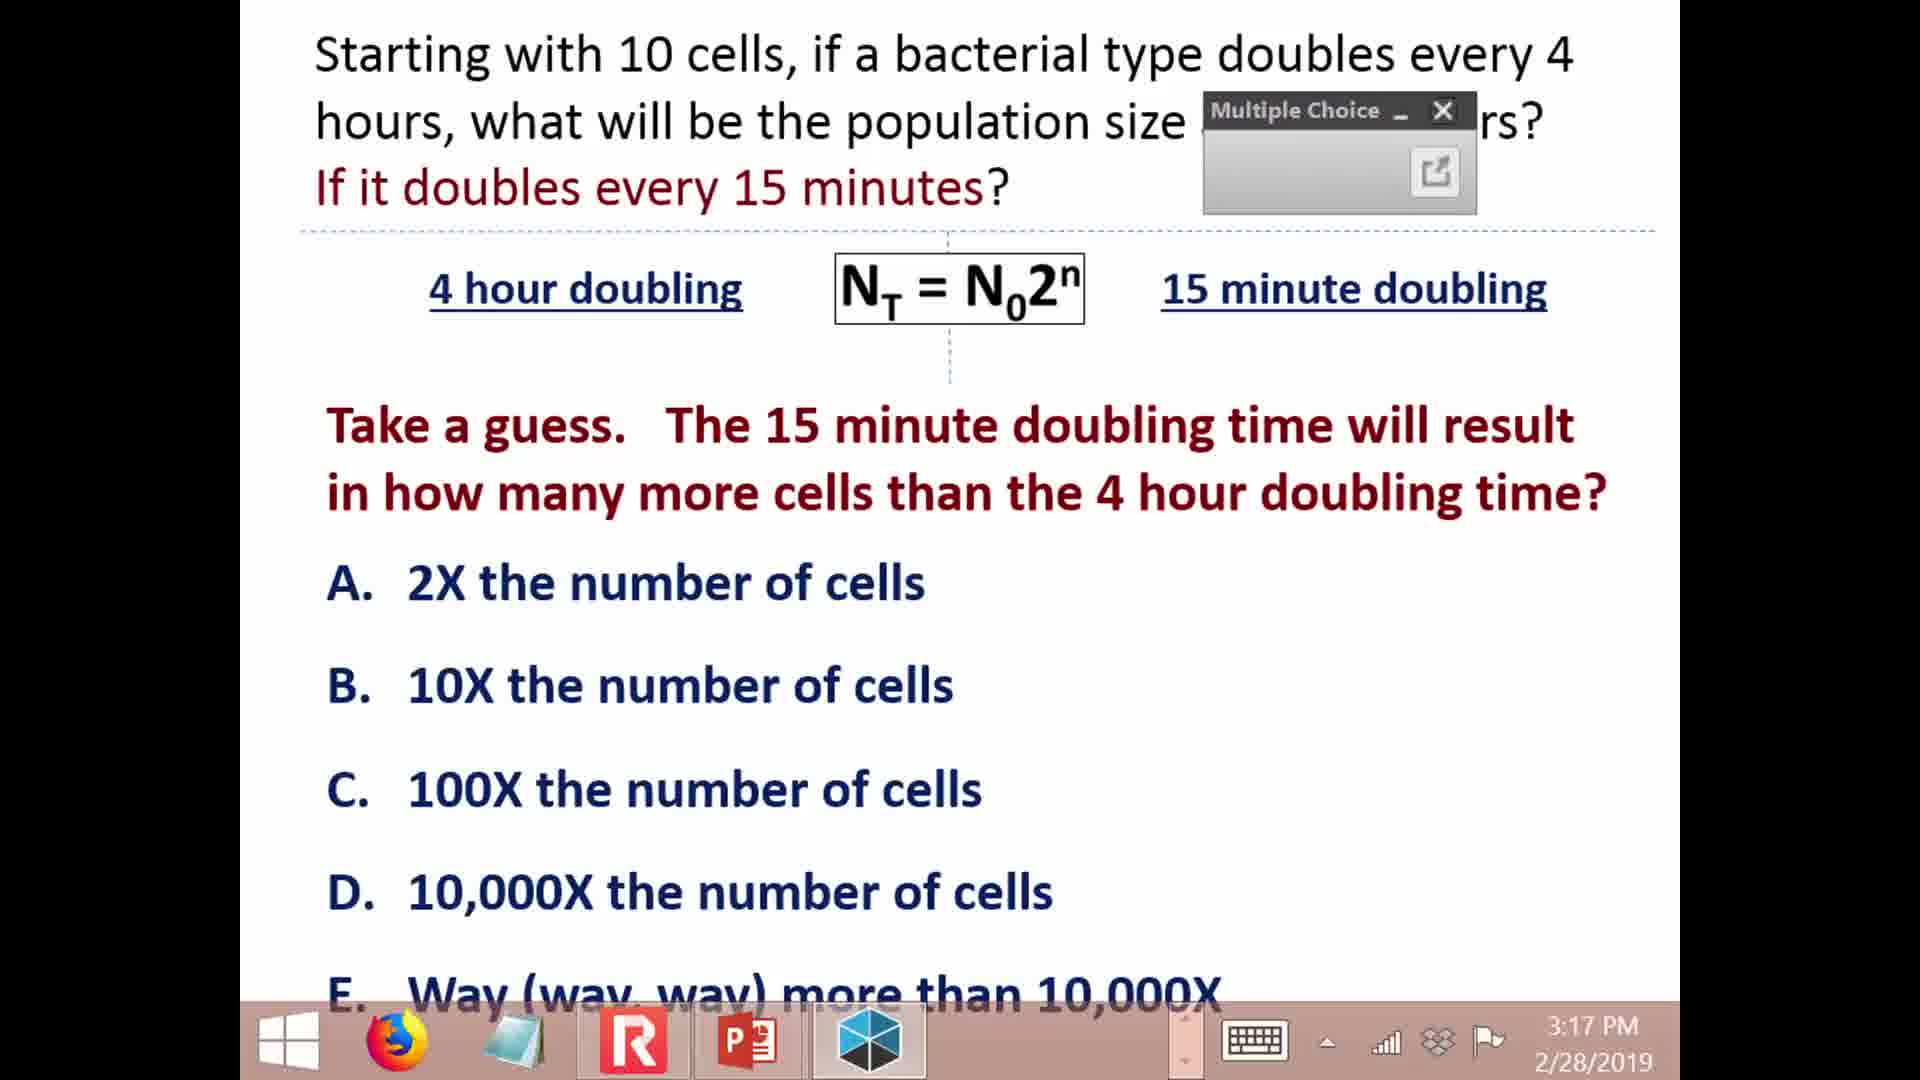 Starting with 10 cells, if a bacterial type doubles every 4
hours, what will be the population size rs?
Multiple Choice
If it doubles every 15 minutes?
4 hour doubling
N_T = N_0 2^n
15 minute doubling
Take a guess. The 15 minute doubling time will result
in how many more cells than the 4 hour doubling time?
A. 2X the number of cells
B. 10X the number of cells
C. 100X the number of cells
D. 10,000X the number of cells
E. Way (way, way) more than 10,000X
3:17 PM
2/28/2019